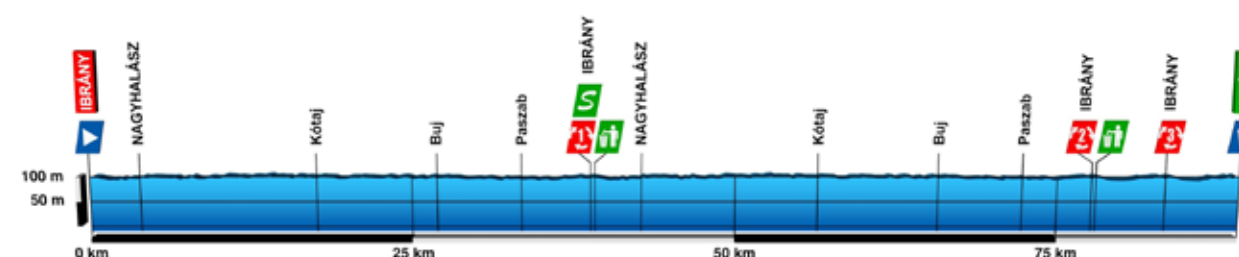 IBRÁNY
NAGYHALÁSZ
Kótaj
Buj
Paszab
IBRÁNY
S
1
NAGYHALÁSZ
Kótaj
Buj
Paszab
IBRÁNY
2
IBRÁNY
3
100 m
50 m
0 km
25 km
50 km
75 km